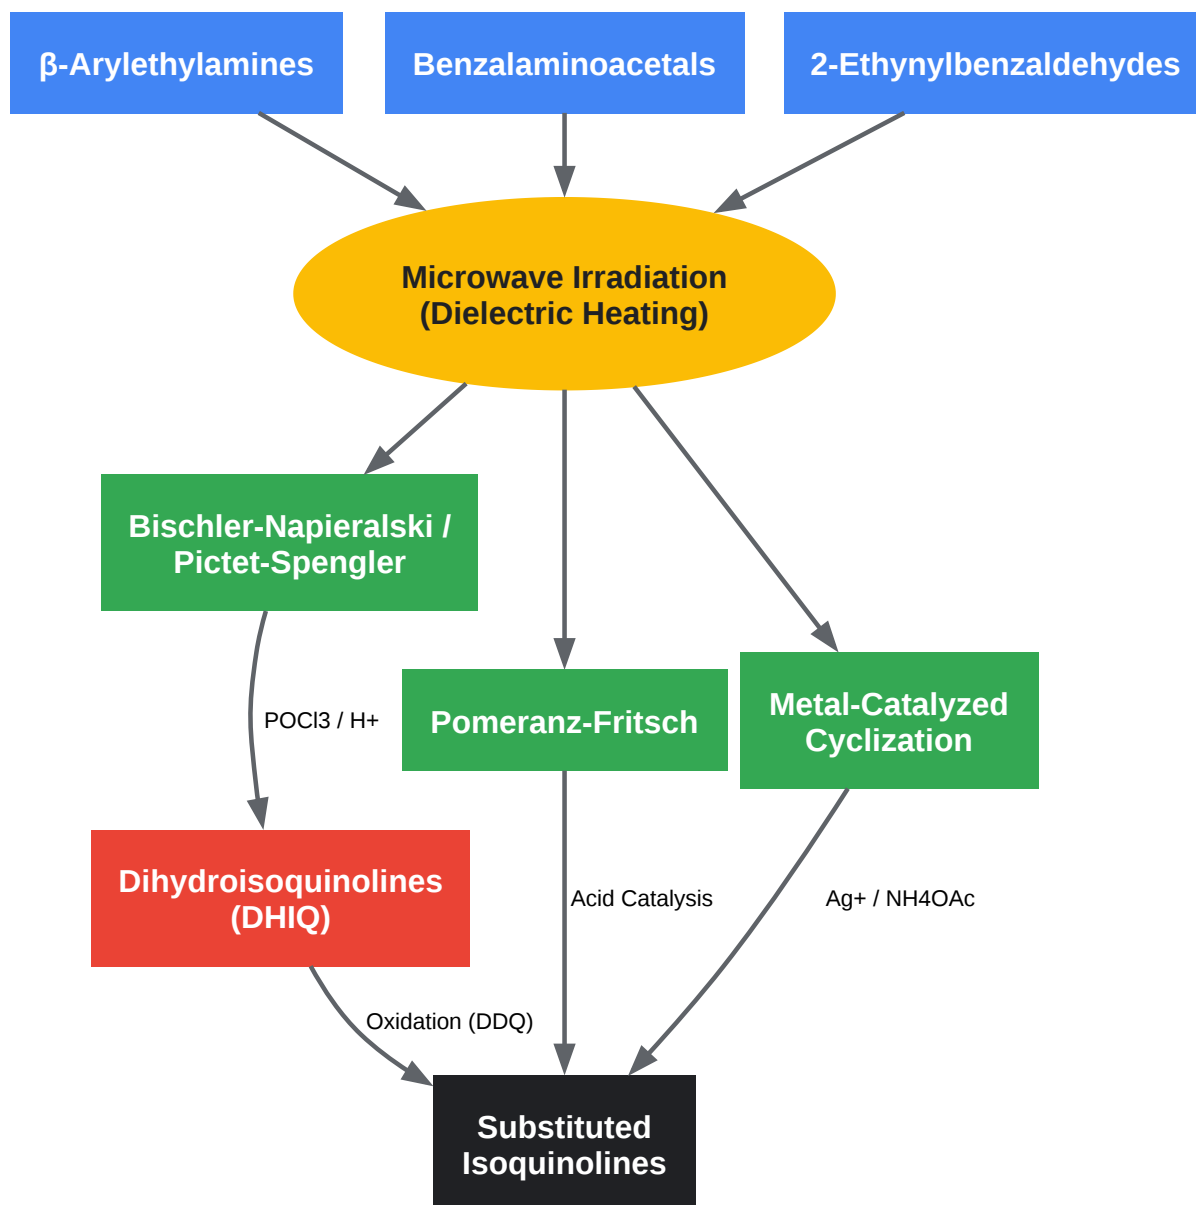 β-Arylethylamines
Benzalaminoacetals
2-Ethynylbenzaldehydes
Microwave Irradiation
(Dielectric Heating)
Bischler-Napieralski /
Pictet-Spengler
Pomeranz-Fritsch
Metal-Catalyzed
Cyclization
POCl3 / H+
Dihydroisoquinolines
(DHIQ)
Acid Catalysis
Ag+ / NH4OAc
Oxidation (DDQ)
Substituted
Isoquinolines